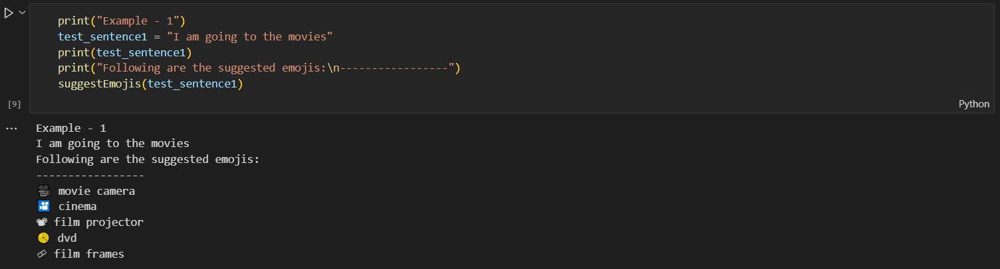 print("Example - 1")
test_sentence1 = "I am going to the movies"
print(test_sentence1)
print("Following are the suggested emojis:\n-----------------")
suggestEmojis(test_sentence1)
[9]
Python
Example - 1
I am going to the movies
Following are the suggested emojis:
-----------------
🎥 movie camera
🎦 cinema
📽 film projector
📀 dvd
🎞 film frames